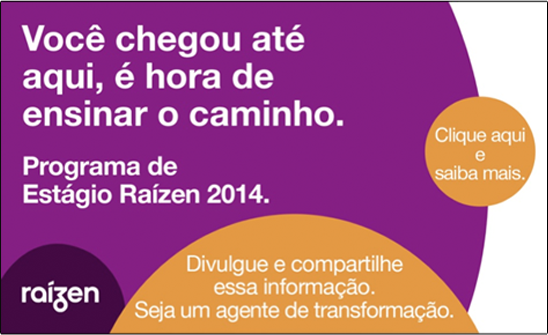 Você chegou até
aqui, é hora de
ensinar o caminho.
Programa de
Estágio Raízen 2014.
Clique aqui
e
saiba mais.
Divulgue e compartilhe
essa informação.
Seja um agente de transformação.
raízen